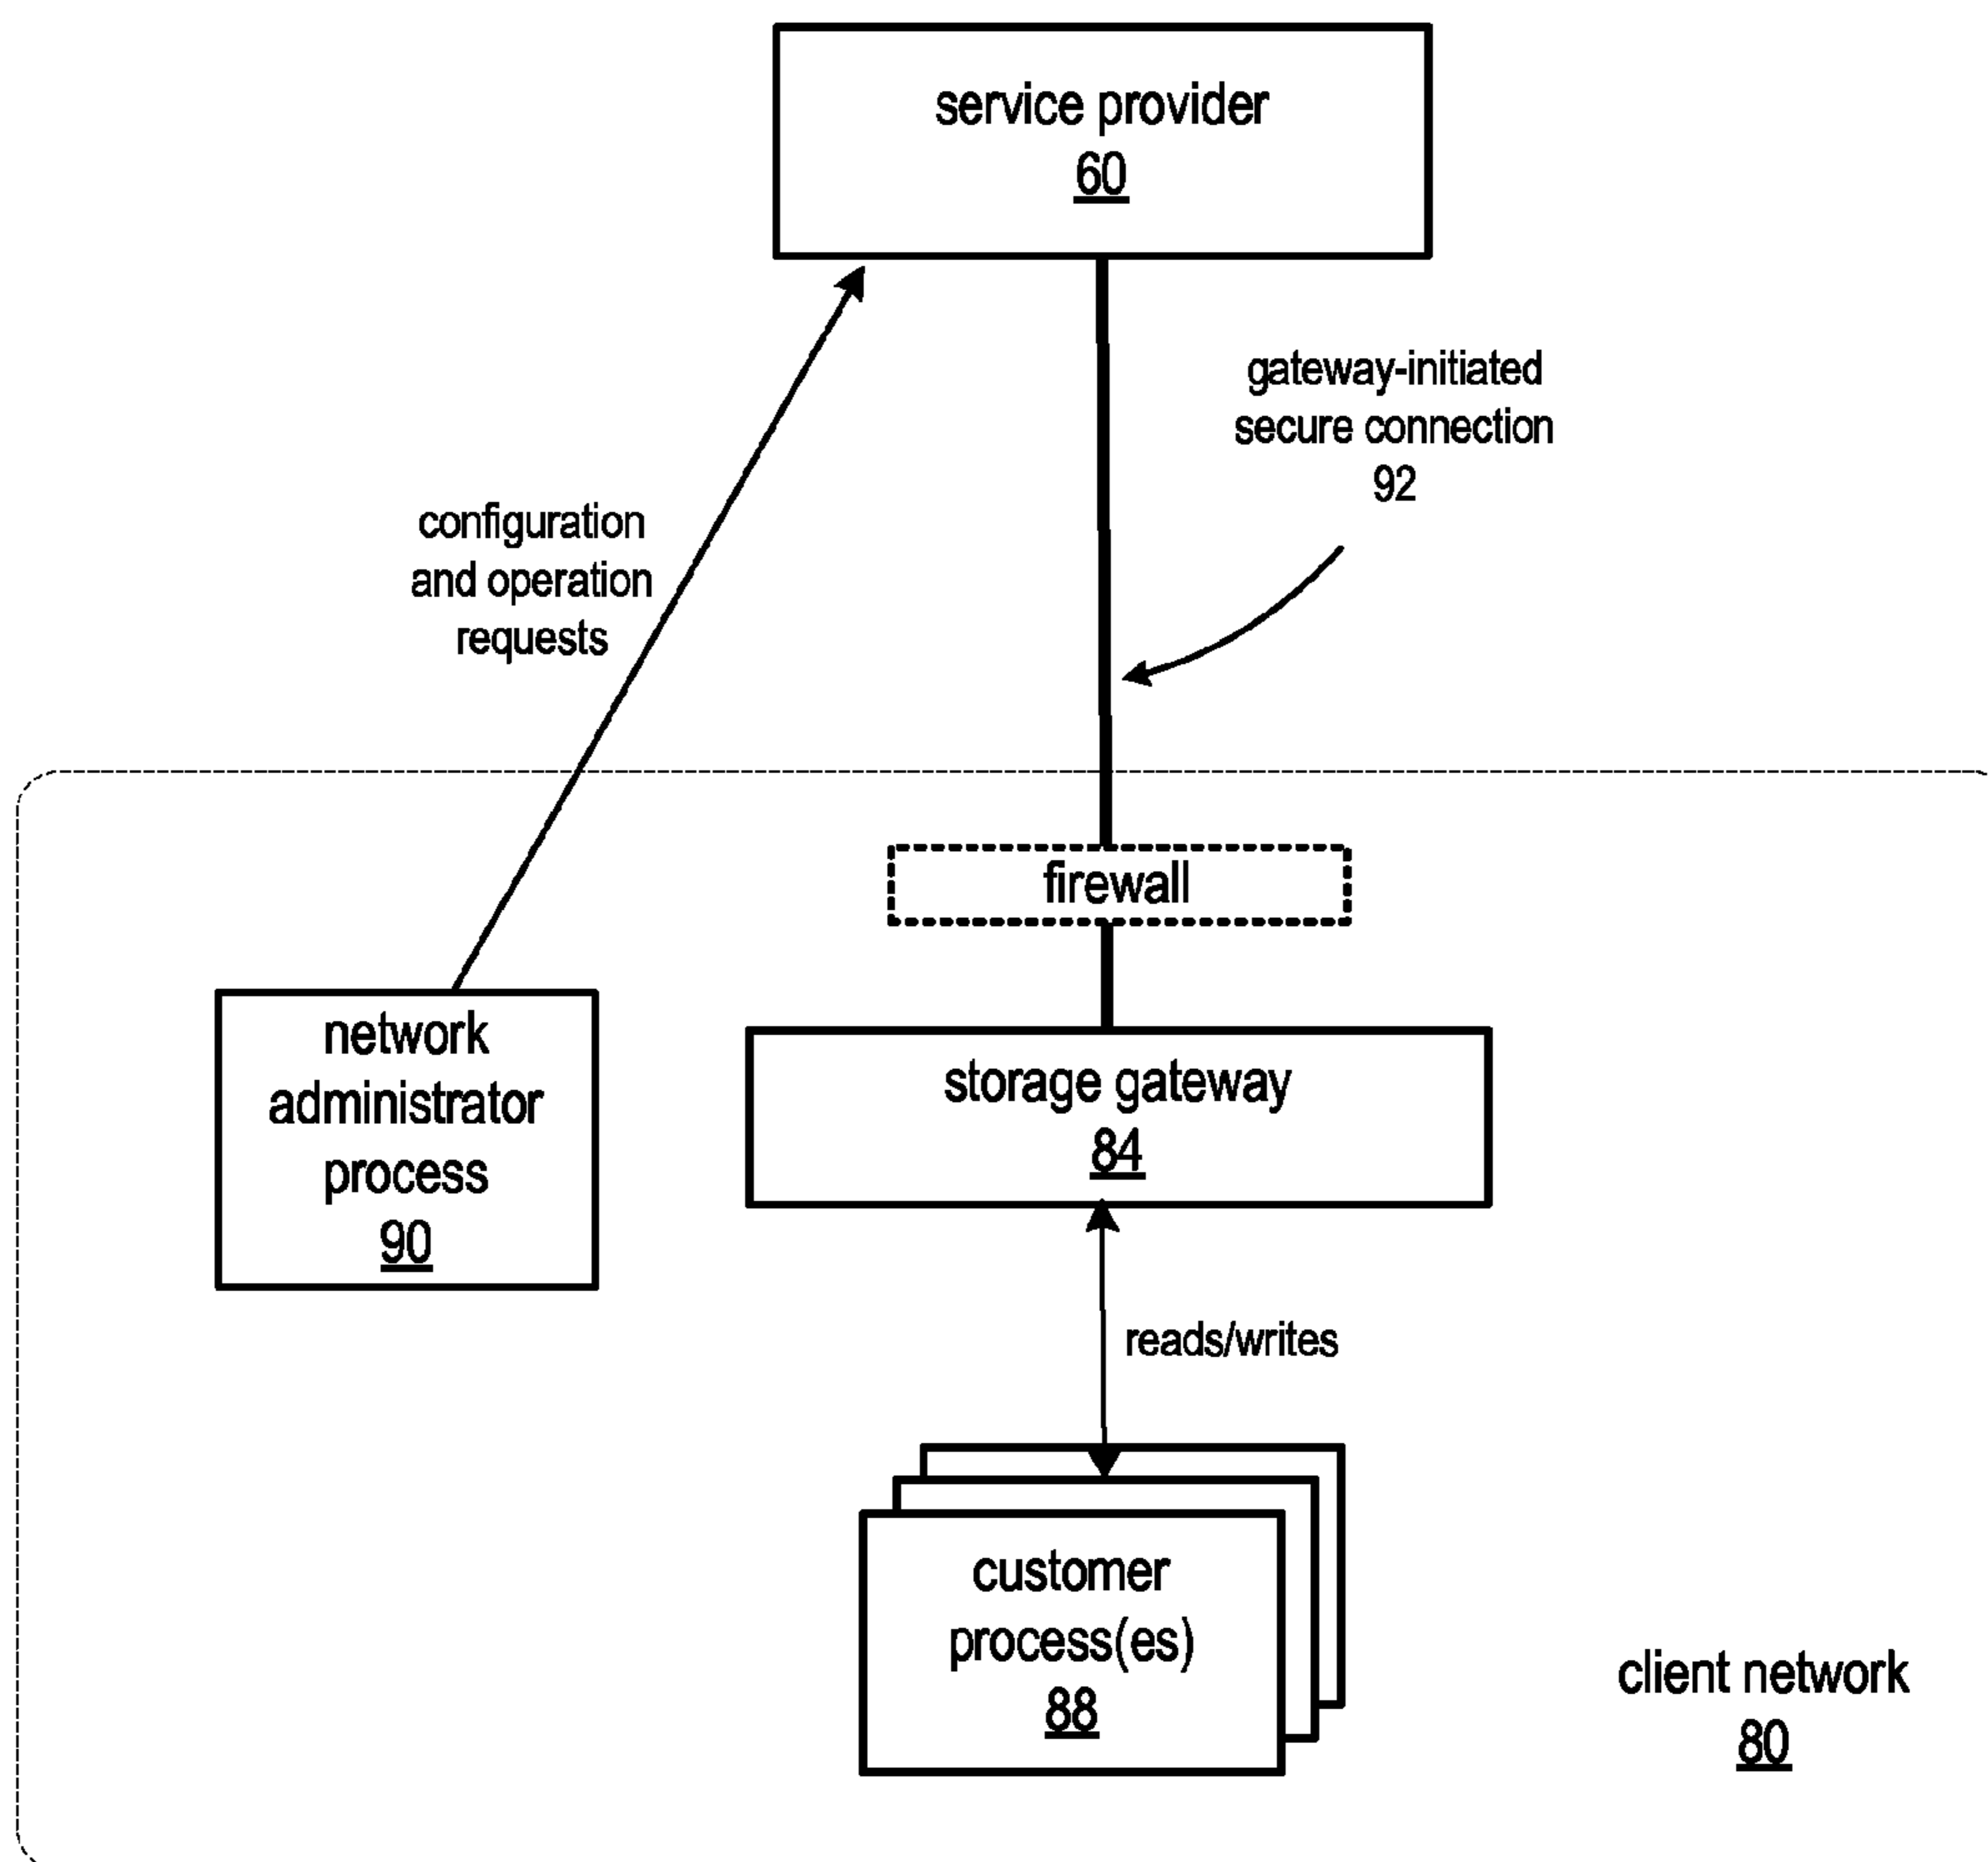 service provider
60
gateway-initiated
secure connection
92
configuration
and operation
requests
firewall
network
administrator
process
90
storage gateway
84
reads/writes
customer
process(es)
88
client network
80